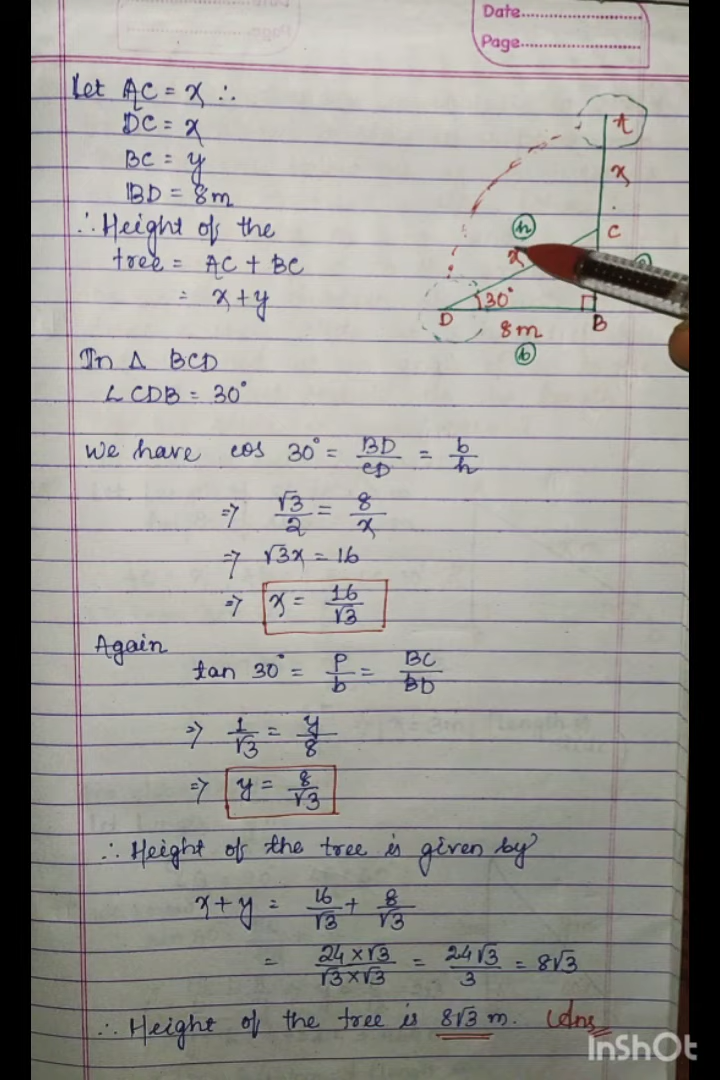 Date
Page
Let AC = x ∴
DC = x
BC = y
BD = 8m
∴ Height of the
tree = AC + BC
= x+y
x
C
h
x
30°
D
8m
B
b
In Δ BCD
∠CDB = 30°
We have cos 30° = BD/CD = b/h
⇒ √3/2 = 8/x
⇒ √3x = 16
⇒ x = 16/√3
Again
tan 30° = P/b = BC/BD
⇒ 1/√3 = y/8
⇒ y = 8/√3
∴ Height of the tree is given by
x+y = 16/√3 + 8/√3
= 24×√3/√3×√3 = 24√3/3 = 8√3
∴ Height of the tree is 8√3 m. Ans
InShOt